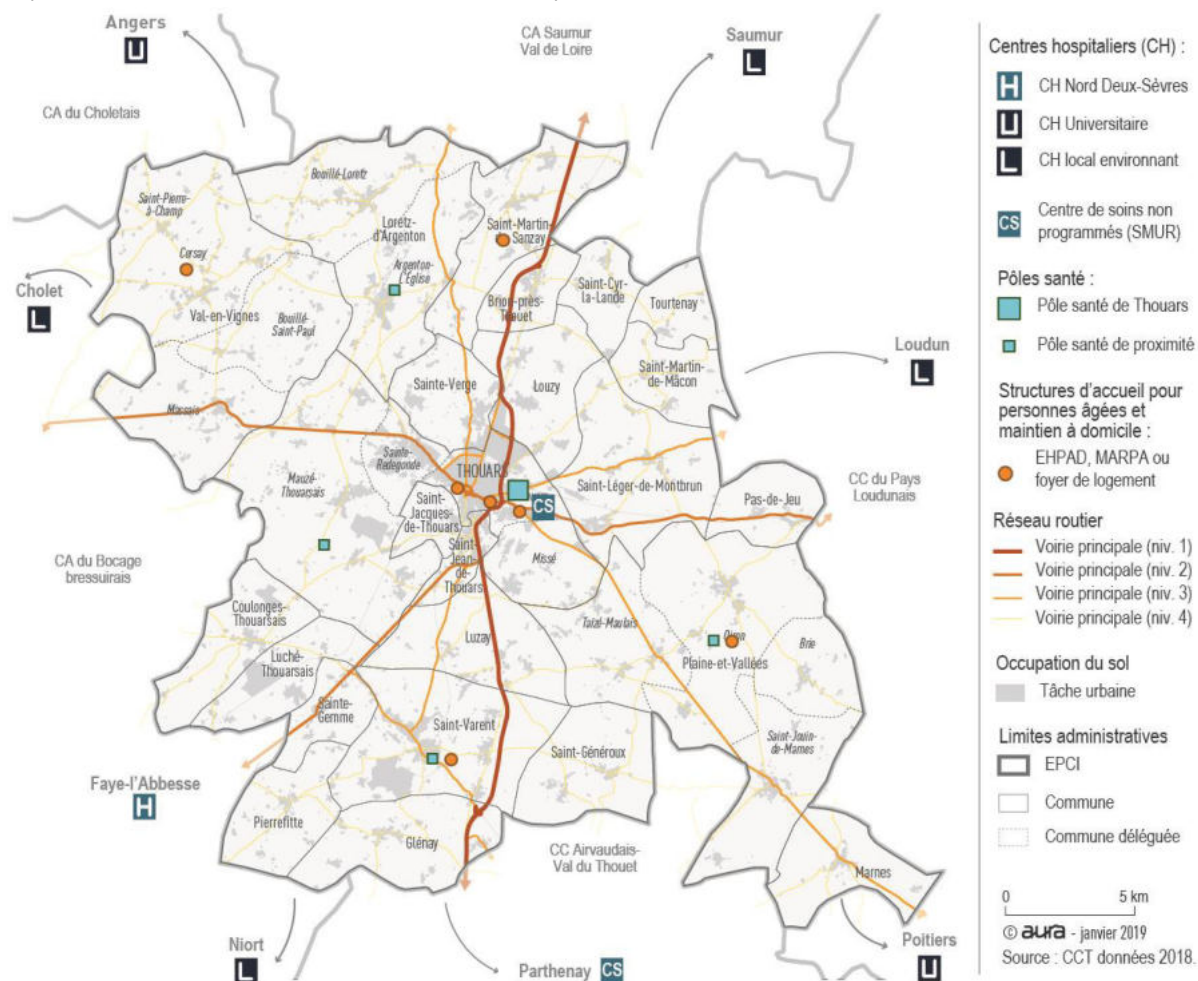 Angers
U
CA Saumur
Val de Loire
Saumur
L
CA du Choletais
Bouillé-Loretz
Saint-Pierre-
à-Champ
Loretz-
d'Argenton
Saint-Martin-
Sanzay
Cersay
Argenton-
l'Église
Saint-Cyr-
la-Lande
Cholet
L
Brion-près-
Thouet
Tourtenay
Val-en-Vignes
Bouillé-
Saint-Paul
Loudun
L
Sainte-Verge
Louzy
Saint-Martin-
de-Mâcon
Massais
Sainte-
Radegonde
THOUARS
Mauzé-
Thouarsais
Saint-Léger-de-Montbrun
CC du Pays
Loudunais
Pas-de-Jeu
Saint-
Jacques-
de-Thouars
CS
CA du Bocage
bressuirais
Saint-
Jean-
de-
Thouars
Missé
Coulonges-
Thouarsais
Taizé-Maulais
Luzay
Oiron
Brie
Plaine-et-Vallées
Luché-
Thouarsais
Sainte-
Gemme
Saint-Varent
Saint-Généroux
Saint-Jouin-
de-Marnes
Faye-l'Abbesse
H
Pierrefitte
Glénay
CC Airvaudais-
Val du Thouet
Marnes
Niort
L
Parthenay
CS
Poitiers
U
Centres hospitaliers (CH) :
H CH Nord Deux-Sèvres
U CH Universitaire
L CH local environnant
CS Centre de soins non
programmés (SMUR)
Pôles santé :
Pôle santé de Thouars
Pôle santé de proximité
Structures d'accueil pour
personnes âgées et
maintien à domicile :
EHPAD, MARPA ou
foyer de logement
Réseau routier
Voirie principale (niv. 1)
Voirie principale (niv. 2)
Voirie principale (niv. 3)
Voirie principale (niv. 4)
Occupation du sol
Tâche urbaine
Limites administratives
EPCI
Commune
Commune déléguée
0 5 km
© aura - janvier 2019
Source : CCT données 2018.